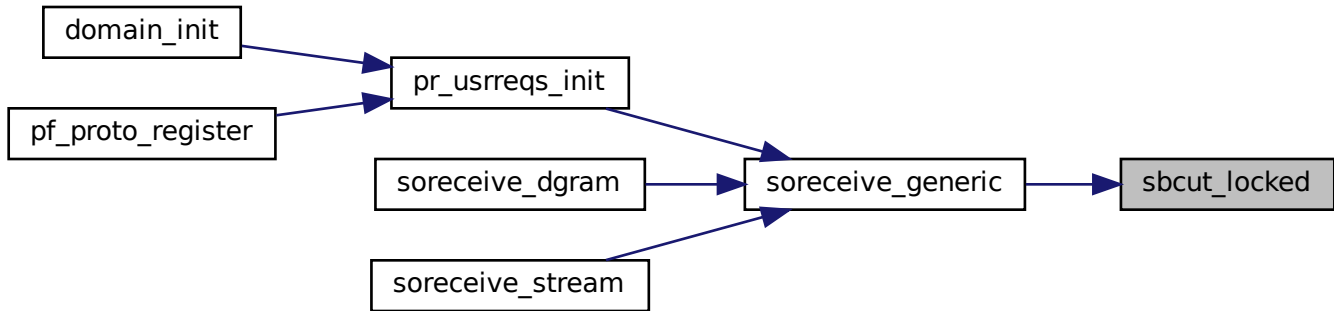 domain_init
pf_proto_register
pr_usrreqs_init
soreceive_dgram
soreceive_stream
soreceive_generic
sbcut_locked